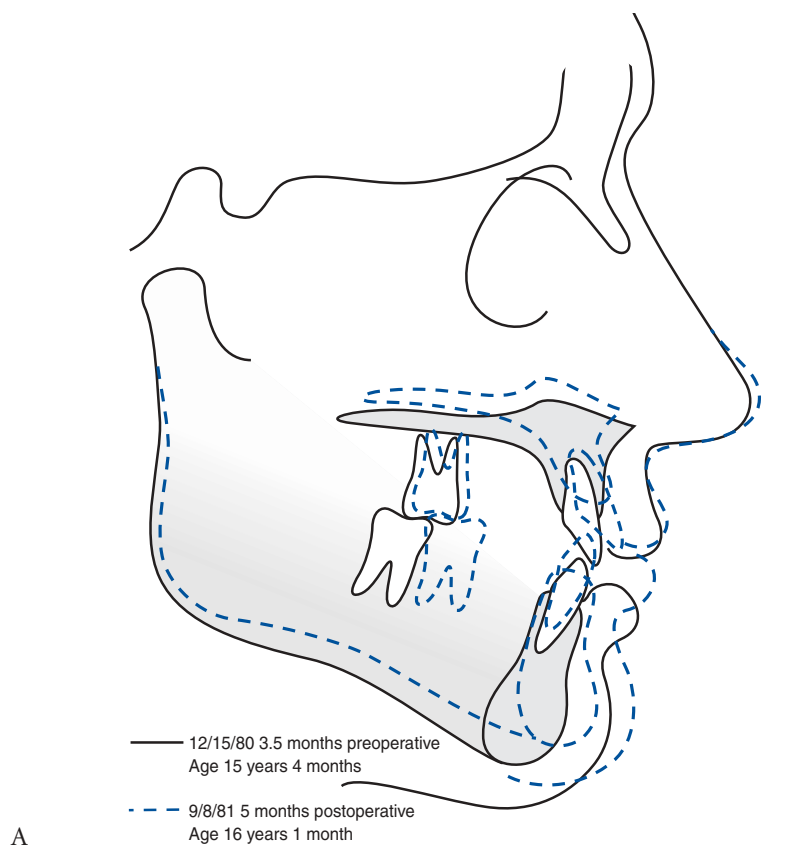 12/15/80 3.5 months preoperative
Age 15 years 4 months
9/8/81 5 months postoperative
Age 16 years 1 month
A